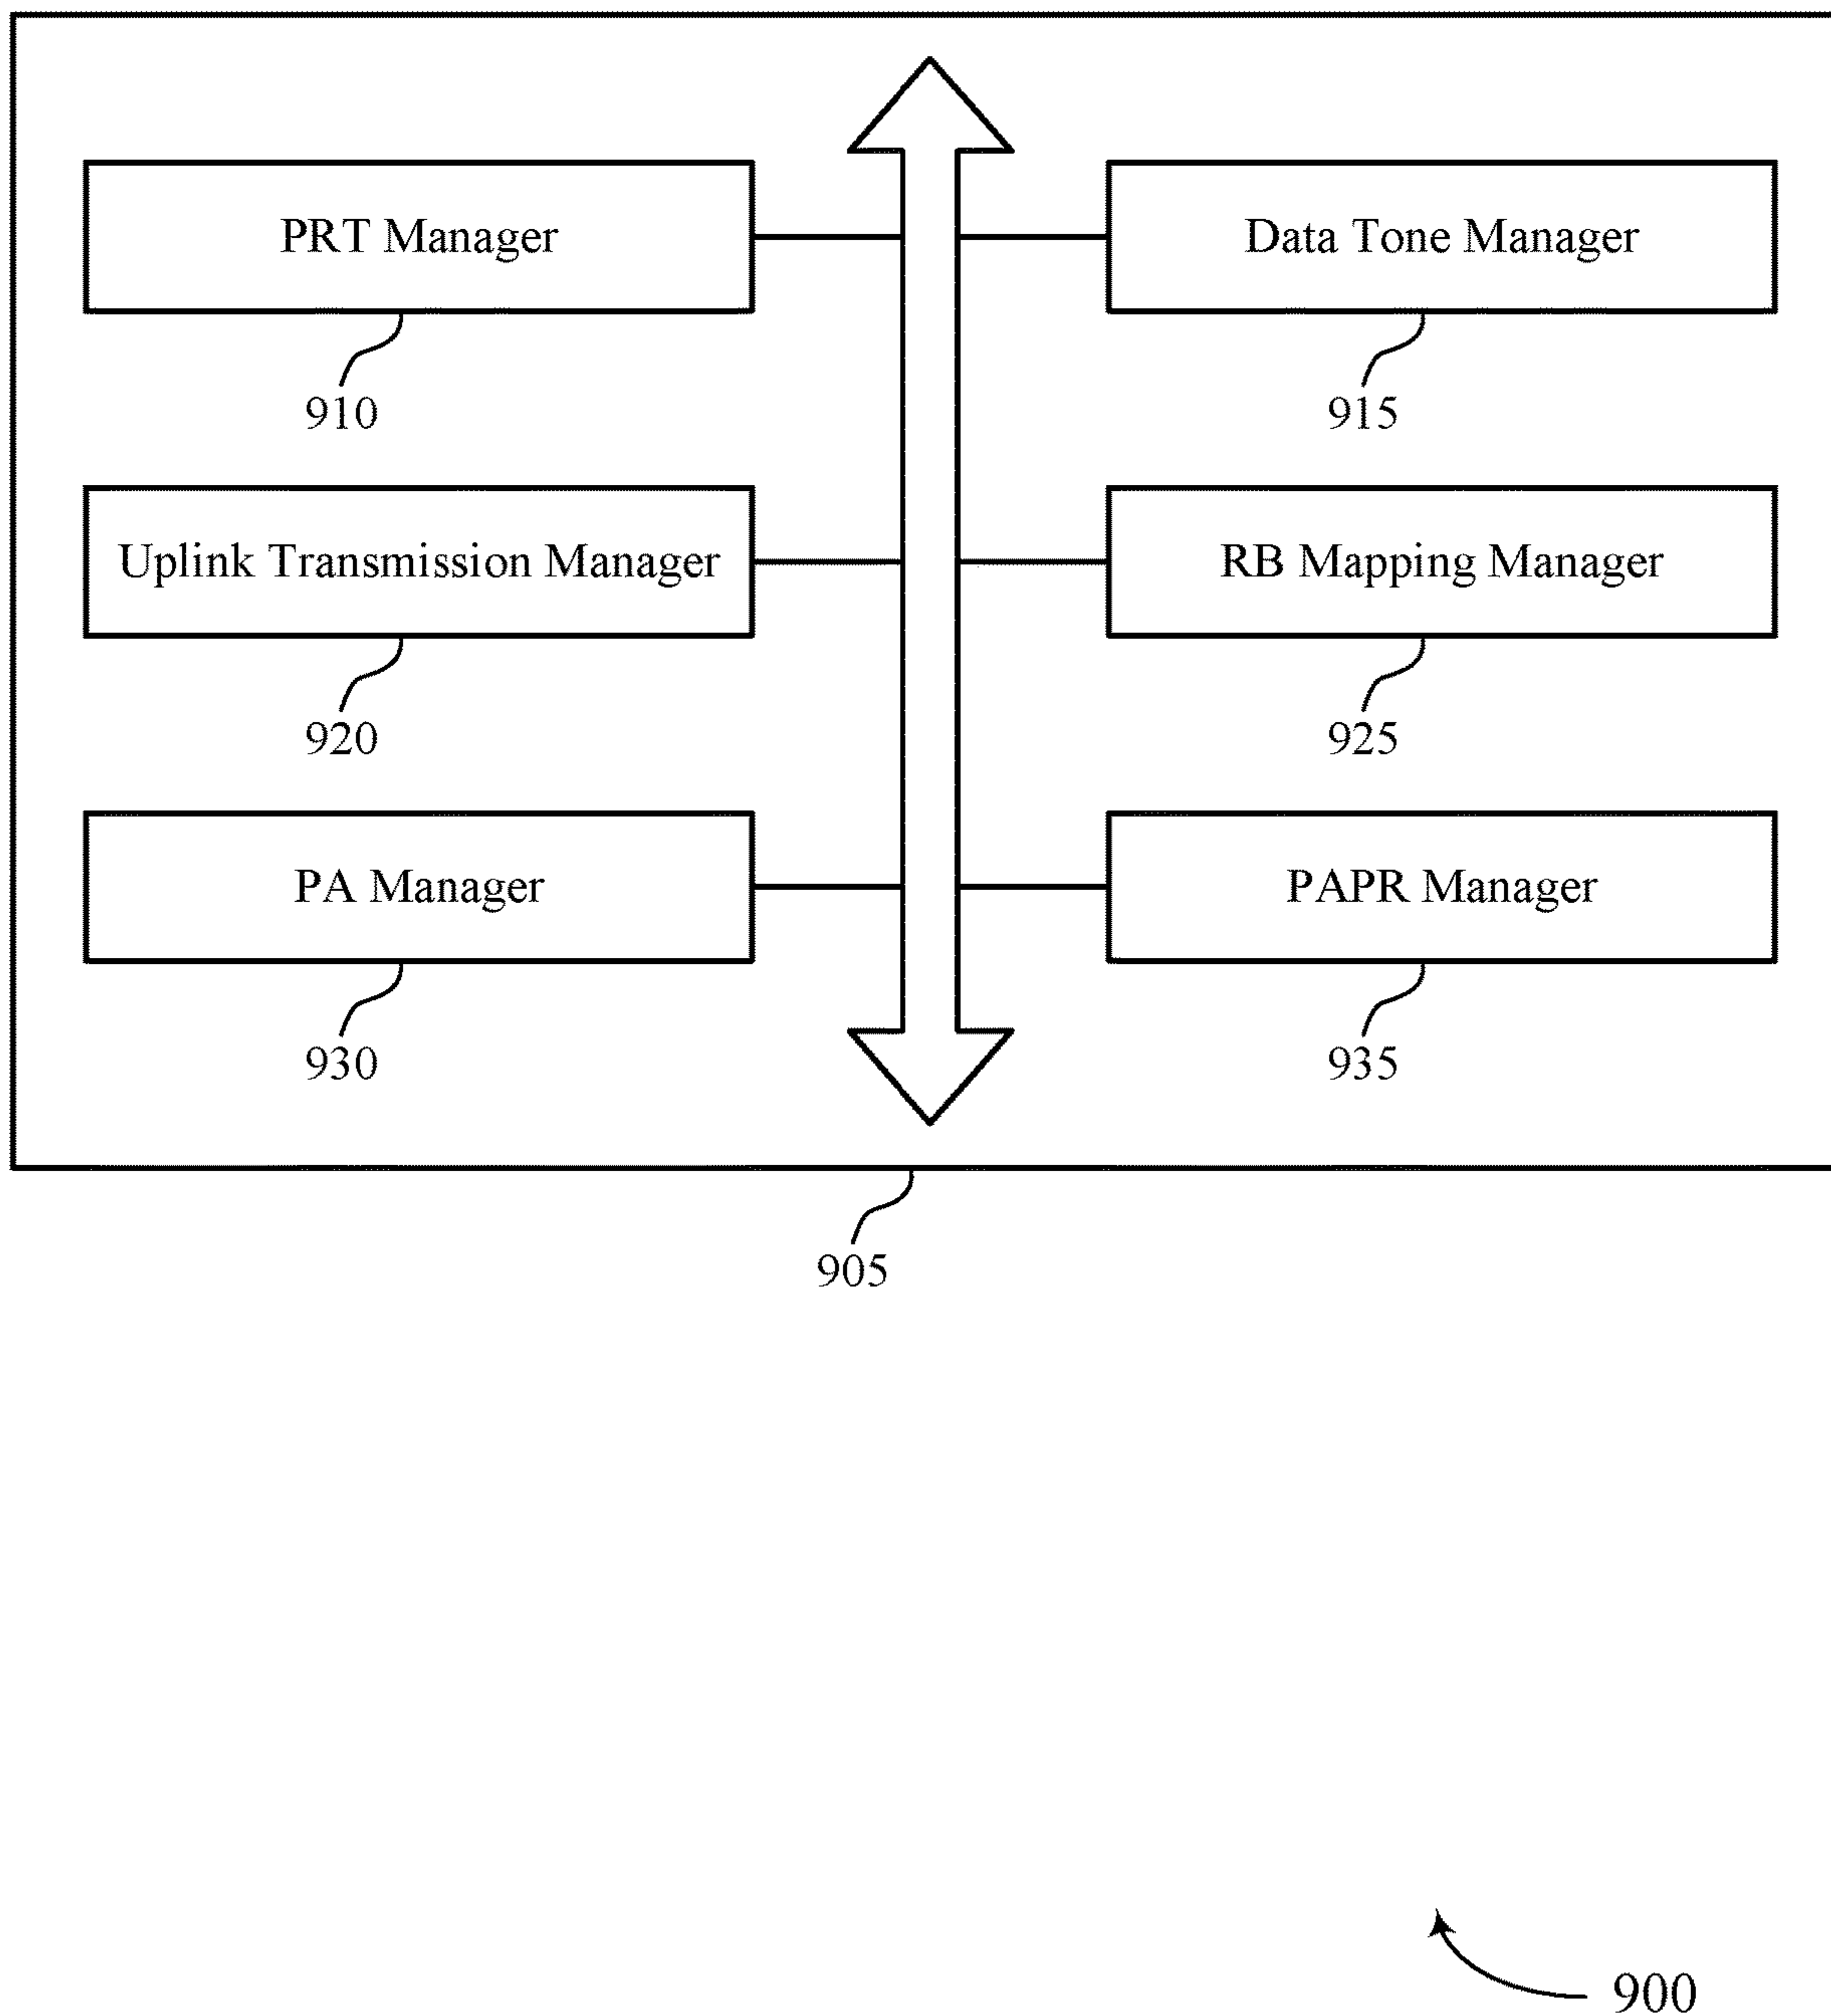 PRT Manager
Data Tone Manager
910
915
Uplink Transmission Manager
RB Mapping Manager
920
925
PA Manager
PAPR Manager
930
935
905
900